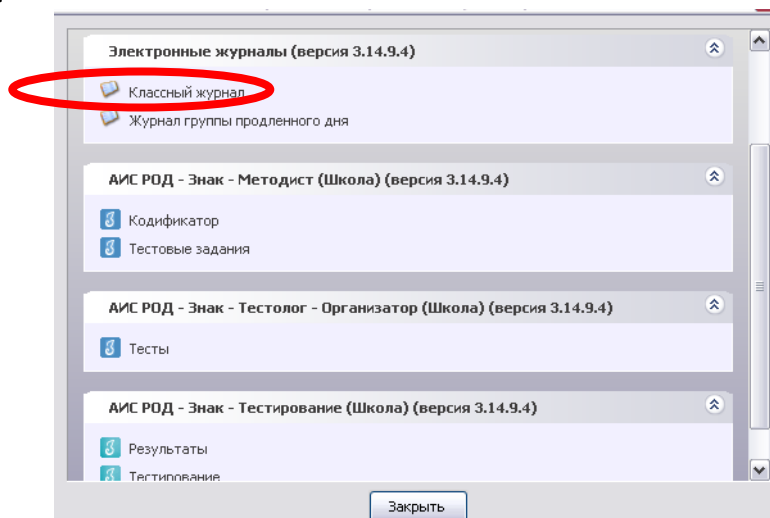 Электронные журналы (версия 3.14.9.4)
Классный журнал
Журнал группы продленного дня
АИС РОД - Знак - Методист (Школа) (версия 3.14.9.4)
Кодификатор
Тестовые задания
АИС РОД - Знак - Тестолог - Организатор (Школа) (версия 3.14.9.4)
Тесты
АИС РОД - Знак - Тестирование (Школа) (версия 3.14.9.4)
Результаты
Тестирование
Закрыть